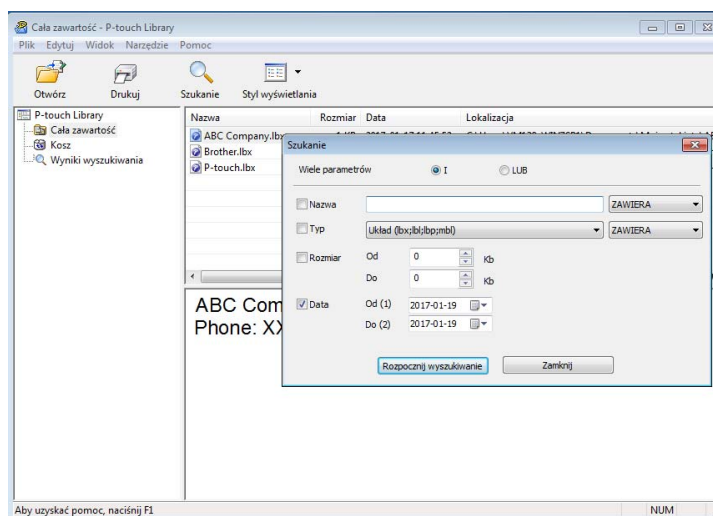 Cała zawartość - P-touch Library
Plik Edytuj Widok Narzędzie Pomoc
Otwórz Drukuj Szukanie Styl wyświetlania
P-touch Library
Cała zawartość
Kosz
Wyniki wyszukiwania
Nazwa Rozmiar Data Lokalizacja
ABC Company.lbx
Brother.lbx
P-touch.lbx
ABC Com
Phone: XX
Szukanie
Wiele parametrów I LUB
Nazwa ZAWIERA
Typ Układ (lbx;lbl;lbp;mbl) ZAWIERA
Rozmiar Od 0 Kb
Do 0 Kb
Data Od (1) 2017-01-19
Do (2) 2017-01-19
Rozpocznij wyszukiwanie Zamknij
Aby uzyskać pomoc, naciśnij F1 NUM